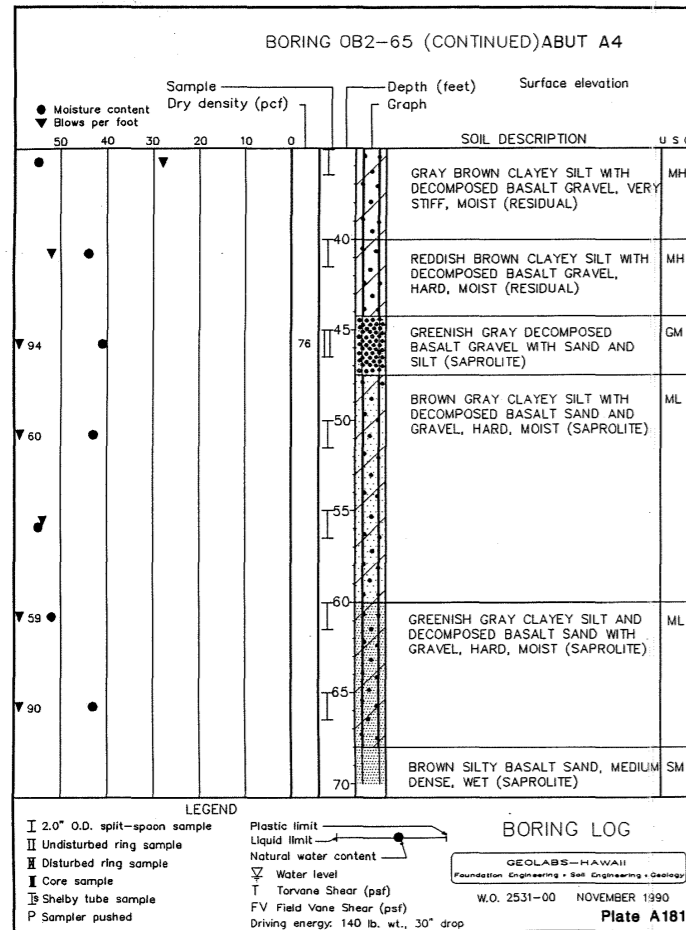 BORING OB2-65 (CONTINUED)ABUT A4
Sample
Depth (feet)
Surface elevation
Dry density (pcf)
Graph
● Moisture content
▼ Blows per foot
50 40 30 20 10 0
SOIL DESCRIPTION
U S
GRAY BROWN CLAYEY SILT WITH
DECOMPOSED BASALT GRAVEL, VERY
STIFF, MOIST (RESIDUAL)
MH
40
REDDISH BROWN CLAYEY SILT WITH
DECOMPOSED BASALT GRAVEL,
HARD, MOIST (RESIDUAL)
MH
94
76
45
GREENISH GRAY DECOMPOSED
BASALT GRAVEL WITH SAND AND
SILT (SAPROLITE)
GM
BROWN GRAY CLAYEY SILT WITH
DECOMPOSED BASALT SAND AND
GRAVEL, HARD, MOIST (SAPROLITE)
ML
60
50
55
60
59
GREENISH GRAY CLAYEY SILT AND
DECOMPOSED BASALT SAND WITH
GRAVEL, HARD, MOIST (SAPROLITE)
ML
90
65
BROWN SILTY BASALT SAND, MEDIUM
DENSE, WET (SAPROLITE)
SM
70
LEGEND
2.0" O.D. split-spoon sample
Undisturbed ring sample
Disturbed ring sample
Core sample
Shelby tube sample
P Sampler pushed
Plastic limit
Liquid limit
Natural water content
Water level
T Torvane Shear (psf)
FV Field Vane Shear (psf)
Driving energy: 140 lb. wt., 30" drop
BORING LOG
GEOLABS-HAWAII
Foundation Engineering • Soil Engineering • Geology
W.O. 2531-00 NOVEMBER 1990
Plate A181